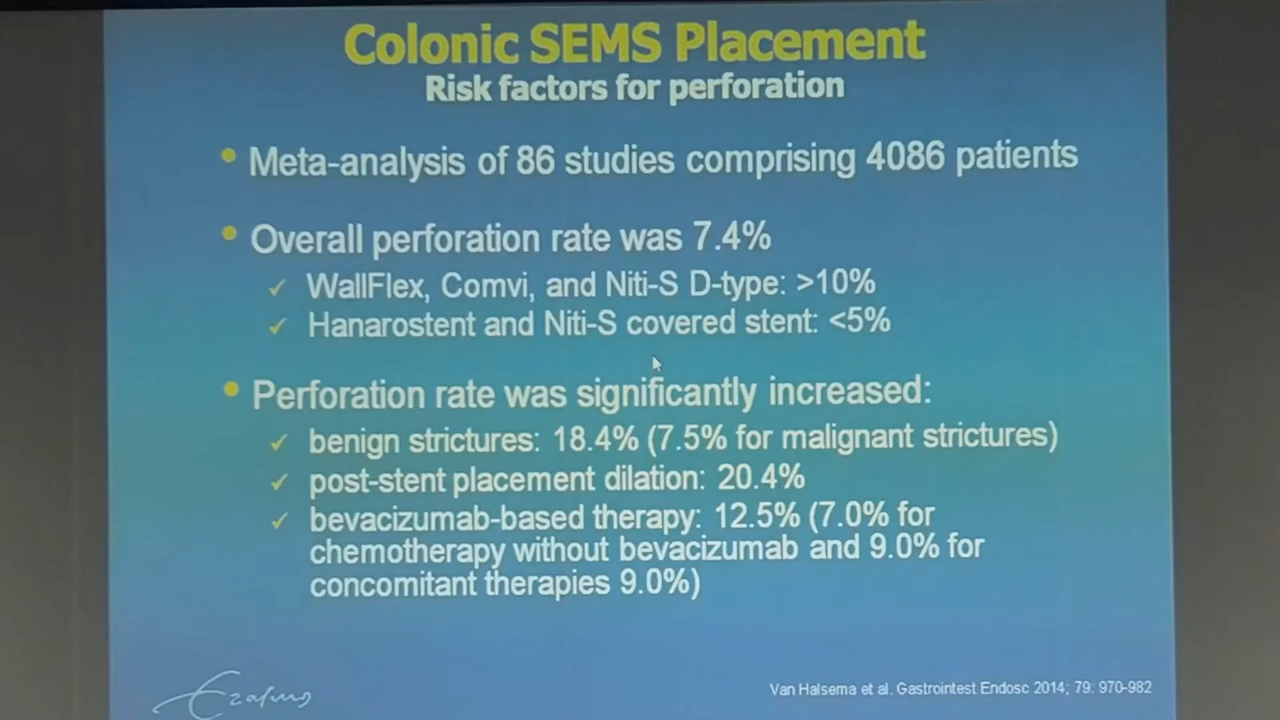 Colonic SEMS Placement
Risk factors for perforation
• Meta-analysis of 86 studies comprising 4086 patients
• Overall perforation rate was 7.4%
✓ WallFlex, Comvi, and Niti-S D-type: >10%
✓ Hanarostent and Niti-S covered stent: <5%
• Perforation rate was significantly increased:
✓ benign strictures: 18.4% (7.5% for malignant strictures)
✓ post-stent placement dilation: 20.4%
✓ bevacizumab-based therapy: 12.5% (7.0% for
chemotherapy without bevacizumab and 9.0% for
concomitant therapies 9.0%)
Erasmus
Van Halsema et al. Gastrointest Endosc 2014; 79: 970-982